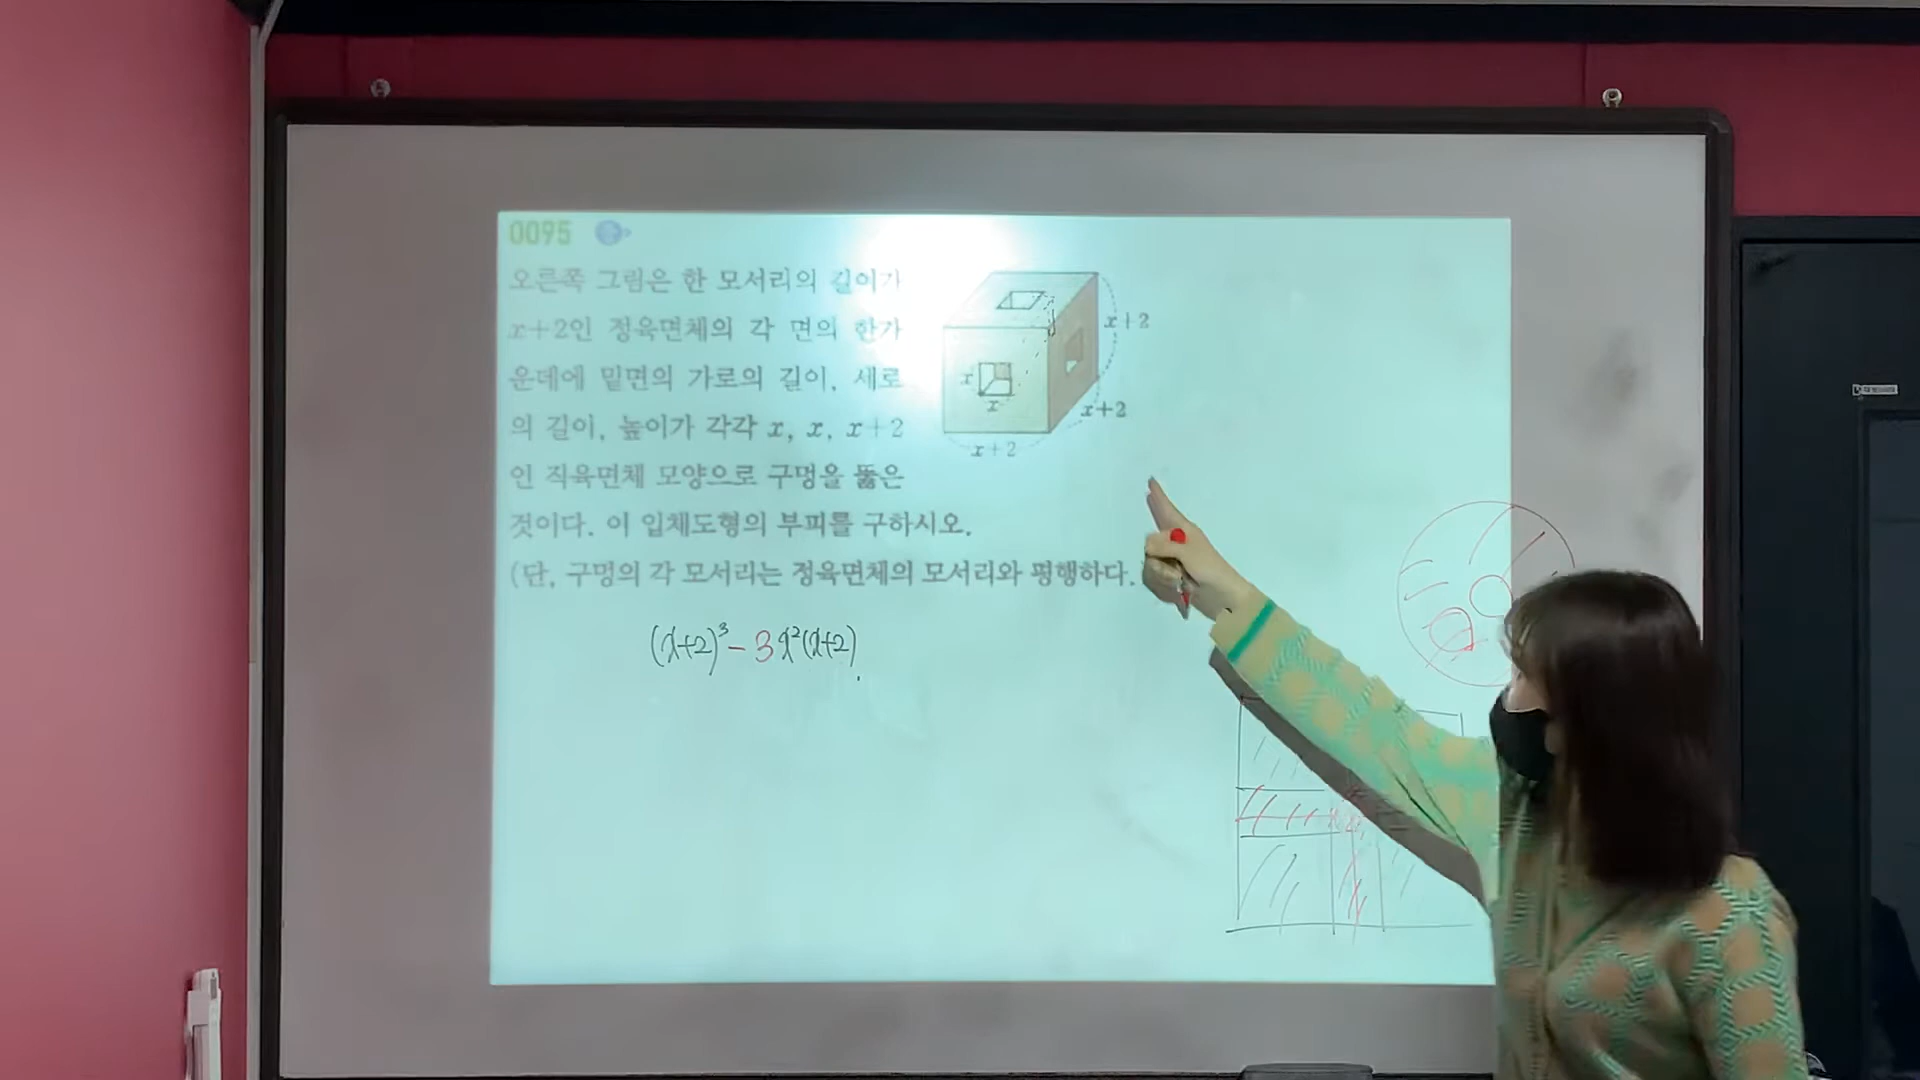 0095 중
오른쪽 그림은 한 모서리의 길이가
x+2인 정육면체의 각 면의 한가
운데에 밑면의 가로의 길이, 세로
의 길이, 높이가 각각 x, x, x+2
인 직육면체 모양으로 구멍을 뚫은
것이다. 이 입체도형의 부피를 구하시오.
(단, 구멍의 각 모서리는 정육면체의 모서리와 평행하다.
x+2
x
x
x+2
x+2
(x+2)³-3x²(x+2)